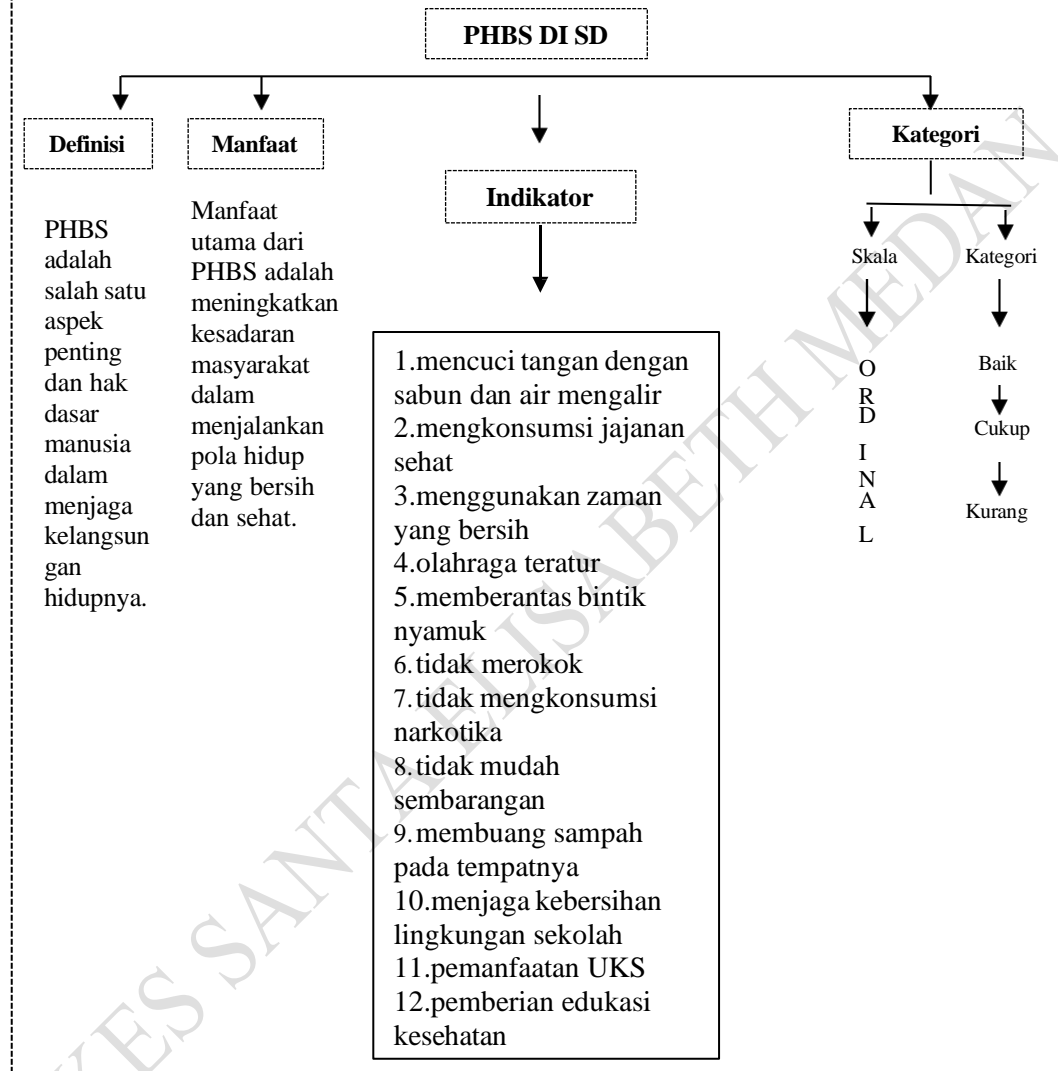 PHBS DI SD
Definisi
Manfaat
Indikator
Kategori
PHBS
adalah
salah satu
aspek
penting
dan hak
dasar
manusia
dalam
menjaga
kelangsun
gan
hidupnya.
Manfaat
utama dari
PHBS adalah
meningkatkan
kesadaran
masyarakat
dalam
menjalankan
pola hidup
yang bersih
dan sehat.
1.mencuci tangan dengan
sabun dan air mengalir
2.mengkonsumsi jajanan
sehat
3.menggunakan zaman
yang bersih
4.olahraga teratur
5.memberantas bintik
nyamuk
6.tidak merokok
7.tidak mengkonsumsi
narkotika
8.tidak mudah
sembarangan
9.membuang sampah
pada tempatnya
10.menjaga kebersihan
lingkungan sekolah
11.pemanfaatan UKS
12.pemberian edukasi
kesehatan
Skala
O
R
D
I
N
A
L
Kategori
Baik
Cukup
Kurang
KES SANTA ELISABETH MEDAN